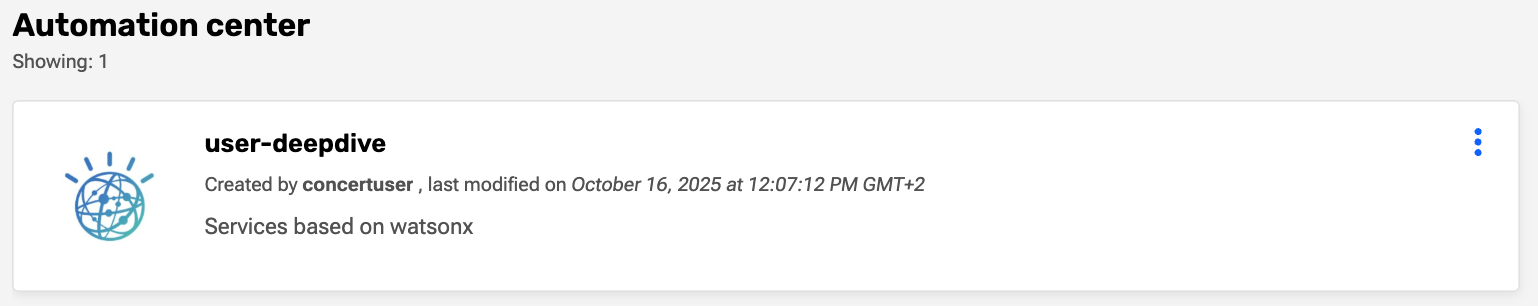 Automation center
Showing: 1
user-deepdive
Created by concertuser , last modified on October 16, 2025 at 12:07:12 PM GMT+2
Services based on watsonx